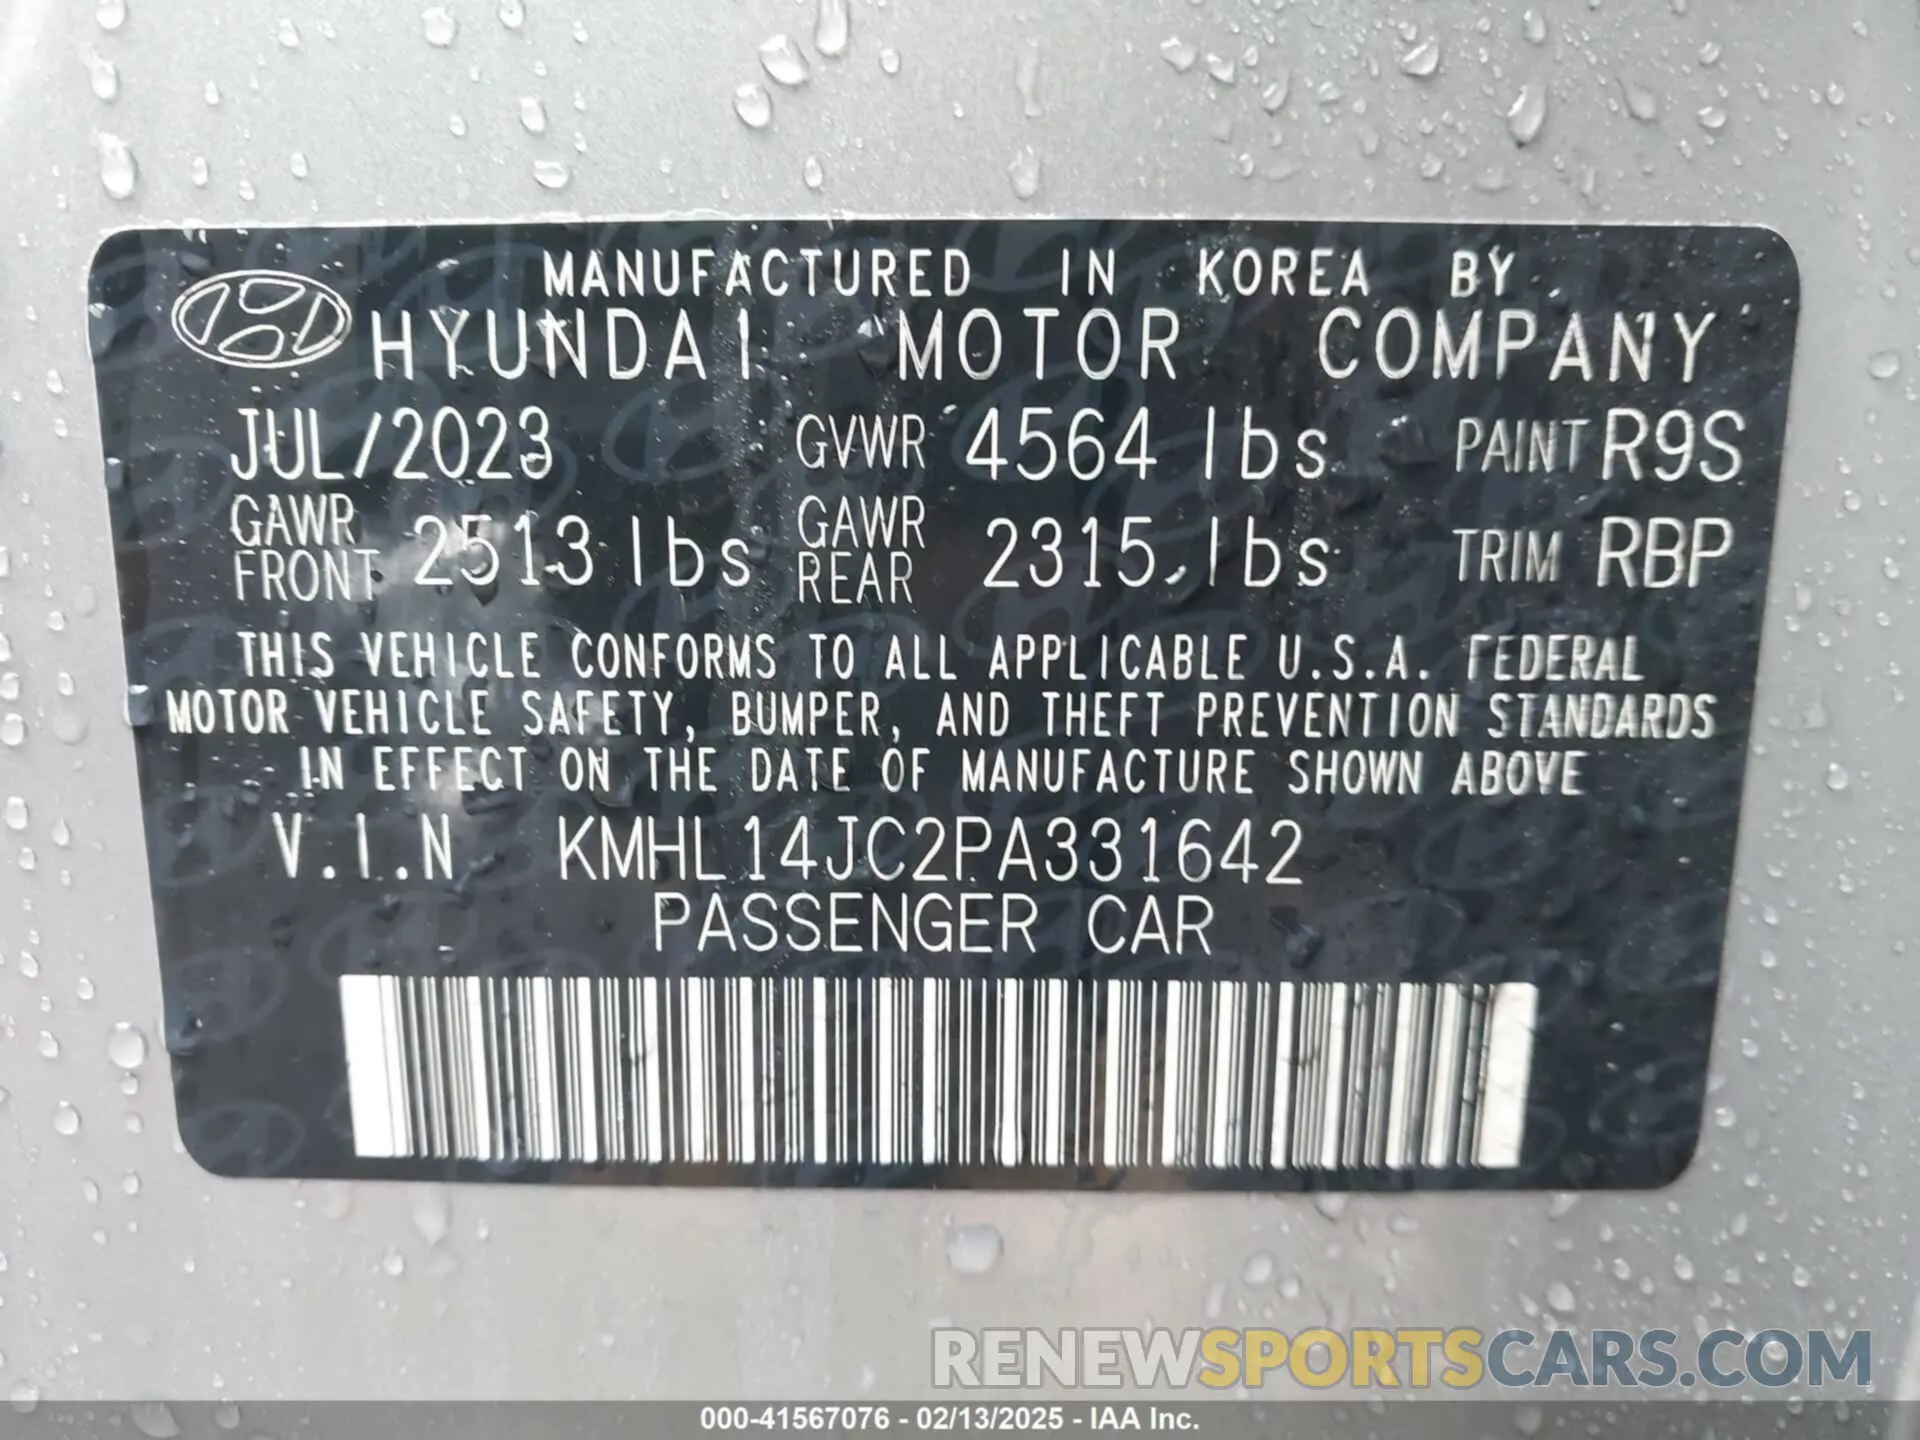 MANUFACTURED IN KOREA BY
HYUNDAI MOTOR COMPANY
JUL/2023 GVWR 4564 lbs PAINT R9S
GAWR FRONT 2513 lbs GAWR REAR 2315 lbs TRIM RBP
THIS VEHICLE CONFORMS TO ALL APPLICABLE U.S.A. FEDERAL
MOTOR VEHICLE SAFETY, BUMPER, AND THEFT PREVENTION STANDARDS
IN EFFECT ON THE DATE OF MANUFACTURE SHOWN ABOVE
V.I.N KMHL14JC2PA331642
PASSENGER CAR
RENEWSPORTSCARS.COM
000-41567076 - 02/13/2025 - IAA Inc.